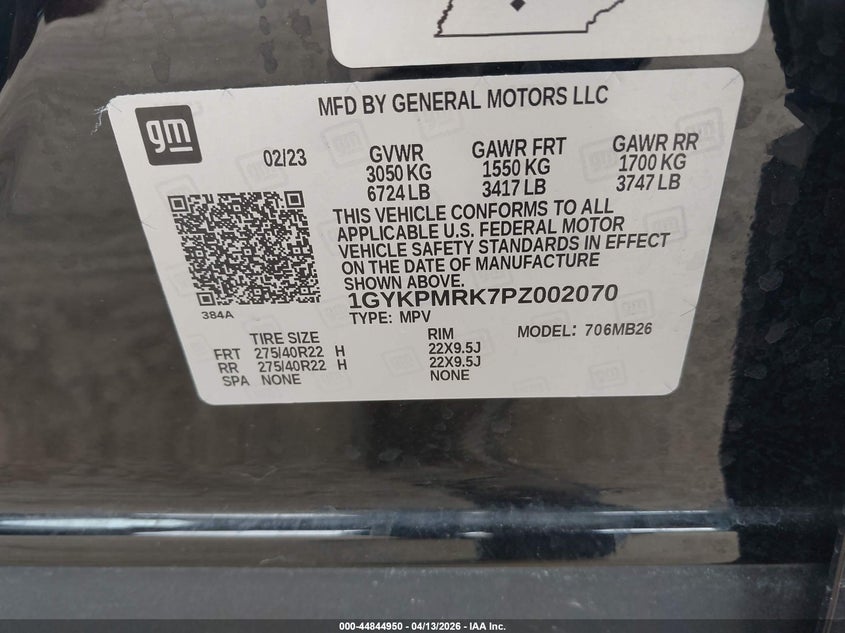 gm
MFD BY GENERAL MOTORS LLC
02/23
GVWR GAWR FRT GAWR RR
3050 KG 1550 KG 1700 KG
6724 LB 3417 LB 3747 LB
THIS VEHICLE CONFORMS TO ALL
APPLICABLE U.S. FEDERAL MOTOR
VEHICLE SAFETY STANDARDS IN EFFECT
ON THE DATE OF MANUFACTURE
SHOWN ABOVE.
384A
1GYKPMRK7PZ002070
TYPE: MPV
TIRE SIZE RIM MODEL: 706MB26
FRT 275/40R22 H 22X9.5J
RR 275/40R22 H 22X9.5J
SPA NONE NONE
000-44844950 - 04/13/2026 - IAA Inc.